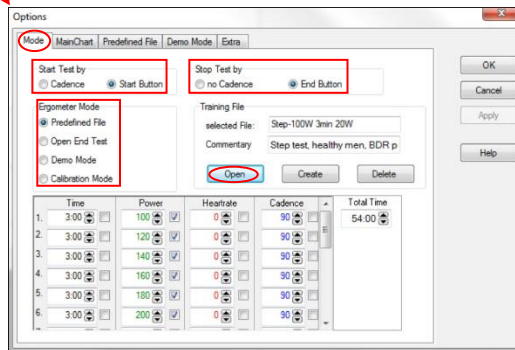 Options
Mode MainChart Predefined File Demo Mode Extra
Start Test by
Cadence Start Button
Stop Test by
no Cadence End Button
OK
Cancel
Apply
Help
Ergometer Mode
Predefined File
Open End Test
Demo Mode
Calibration Mode
Training File
selected File: Step-100W 3min 20W
Commentary Step test, healthy men, BDR p
Open Create Delete
Time Power Heartrate Cadence Total Time
1. 3:00 100 0 90 54:00
2. 3:00 120 0 90
3. 3:00 140 0 90
4. 3:00 160 0 90
5. 3:00 180 0 90
6. 3:00 200 0 90